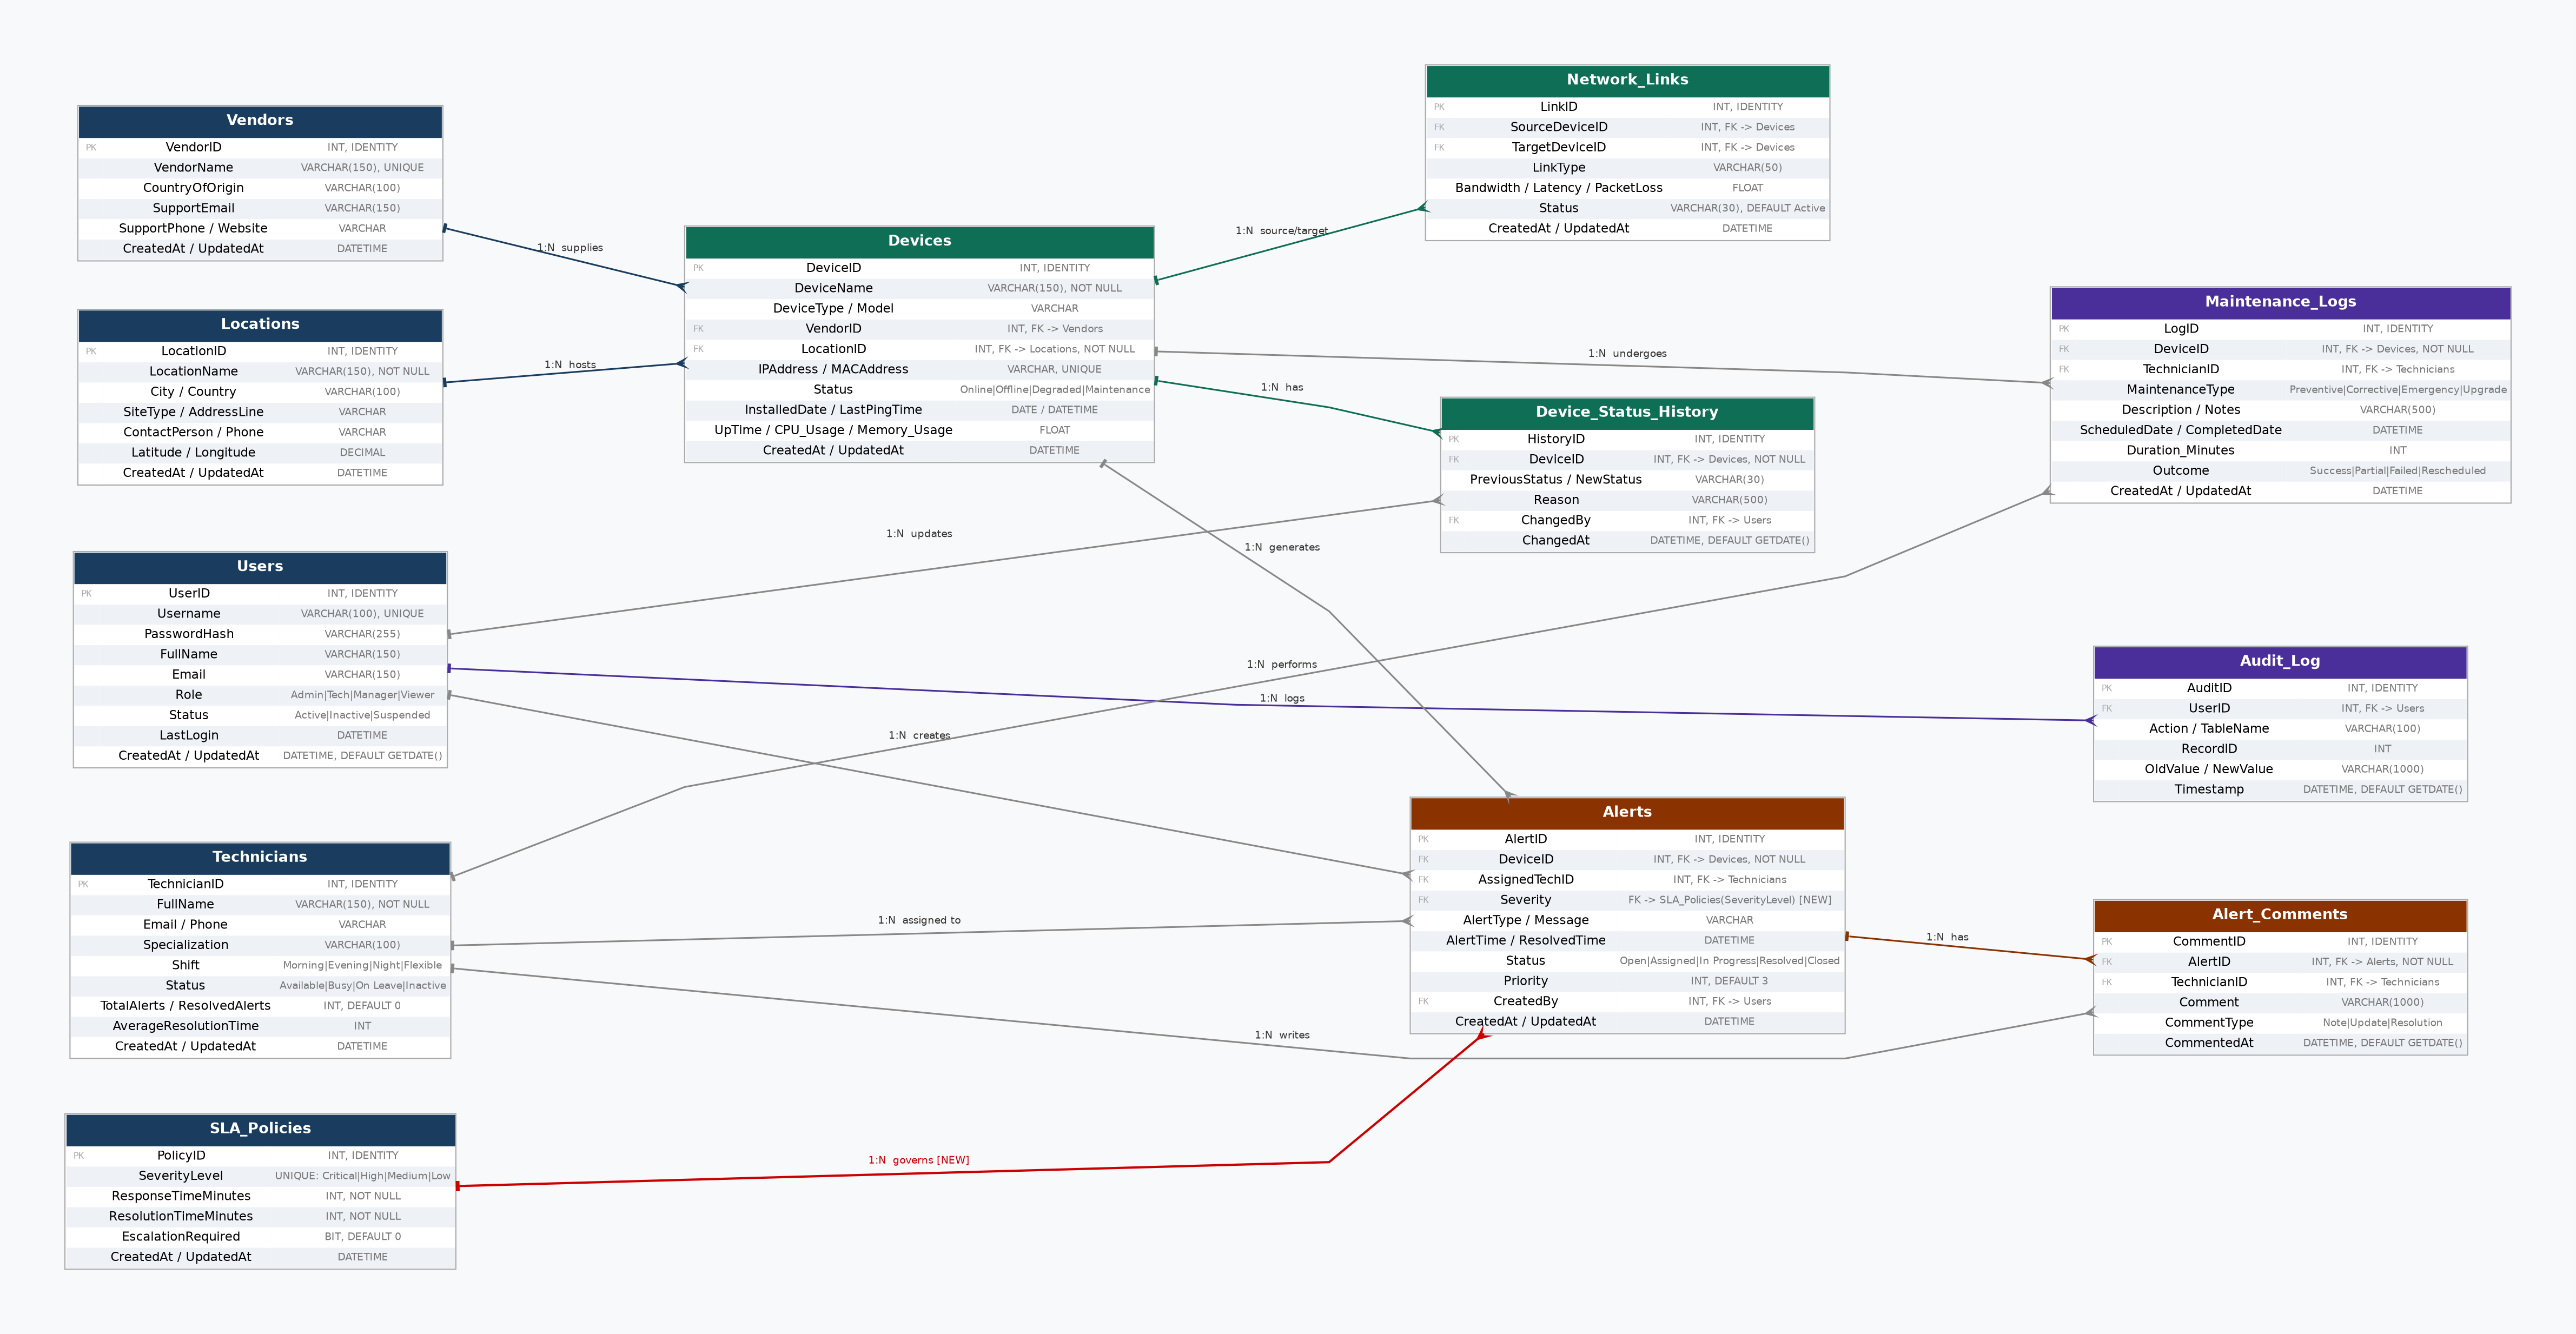 Vendors
PK VendorID INT, IDENTITY
VendorName VARCHAR(150), UNIQUE
CountryOfOrigin VARCHAR(100)
SupportEmail VARCHAR(150)
SupportPhone / Website VARCHAR
CreatedAt / UpdatedAt DATETIME
Locations
PK LocationID INT, IDENTITY
LocationName VARCHAR(150), NOT NULL
City / Country VARCHAR(100)
SiteType / AddressLine VARCHAR
ContactPerson / Phone VARCHAR
Latitude / Longitude DECIMAL
CreatedAt / UpdatedAt DATETIME
Users
PK UserID INT, IDENTITY
Username VARCHAR(100), UNIQUE
PasswordHash VARCHAR(255)
FullName VARCHAR(150)
Email VARCHAR(150)
Role Admin|Tech|Manager|Viewer
Status Active|Inactive|Suspended
LastLogin DATETIME
CreatedAt / UpdatedAt DATETIME, DEFAULT GETDATE()
Technicians
PK TechnicianID INT, IDENTITY
FullName VARCHAR(150), NOT NULL
Email / Phone VARCHAR
Specialization VARCHAR(100)
Shift Morning|Evening|Night|Flexible
Status Available|Busy|On Leave|Inactive
TotalAlerts / ResolvedAlerts INT, DEFAULT 0
AverageResolutionTime INT
CreatedAt / UpdatedAt DATETIME
SLA_Policies
PK PolicyID INT, IDENTITY
SeverityLevel UNIQUE: Critical|High|Medium|Low
ResponseTimeMinutes INT, NOT NULL
ResolutionTimeMinutes INT, NOT NULL
EscalationRequired BIT, DEFAULT 0
CreatedAt / UpdatedAt DATETIME
1:N supplies
1:N hosts
Devices
PK DeviceID INT, IDENTITY
DeviceName VARCHAR(150), NOT NULL
DeviceType / Model VARCHAR
FK VendorID INT, FK -> Vendors
FK LocationID INT, FK -> Locations, NOT NULL
IPAddress / MACAddress VARCHAR, UNIQUE
Status Online|Offline|Degraded|Maintenance
InstalledDate / LastPingTime DATE / DATETIME
UpTime / CPU_Usage / Memory_Usage FLOAT
CreatedAt / UpdatedAt DATETIME
1:N updates
1:N creates
1:N assigned to
1:N governs [NEW]
1:N source/target
1:N undergoes
1:N has
1:N generates
1:N performs
1:N logs
1:N writes
Network_Links
PK LinkID INT, IDENTITY
FK SourceDeviceID INT, FK -> Devices
FK TargetDeviceID INT, FK -> Devices
LinkType VARCHAR(50)
Bandwidth / Latency / PacketLoss FLOAT
Status VARCHAR(30), DEFAULT Active
CreatedAt / UpdatedAt DATETIME
Device_Status_History
PK HistoryID INT, IDENTITY
FK DeviceID INT, FK -> Devices, NOT NULL
PreviousStatus / NewStatus VARCHAR(30)
Reason VARCHAR(500)
FK ChangedBy INT, FK -> Users
ChangedAt DATETIME, DEFAULT GETDATE()
Alerts
PK AlertID INT, IDENTITY
FK DeviceID INT, FK -> Devices, NOT NULL
FK AssignedTechID INT, FK -> Technicians
FK Severity FK -> SLA_Policies(SeverityLevel) [NEW]
AlertType / Message VARCHAR
AlertTime / ResolvedTime DATETIME
Status Open|Assigned|In Progress|Resolved|Closed
Priority INT, DEFAULT 3
FK CreatedBy INT, FK -> Users
CreatedAt / UpdatedAt DATETIME
1:N has
Maintenance_Logs
PK LogID INT, IDENTITY
FK DeviceID INT, FK -> Devices, NOT NULL
FK TechnicianID INT, FK -> Technicians
MaintenanceType Preventive|Corrective|Emergency|Upgrade
Description / Notes VARCHAR(500)
ScheduledDate / CompletedDate DATETIME
Duration_Minutes INT
Outcome Success|Partial|Failed|Rescheduled
CreatedAt / UpdatedAt DATETIME
Audit_Log
PK AuditID INT, IDENTITY
FK UserID INT, FK -> Users
Action / TableName VARCHAR(100)
RecordID INT
OldValue / NewValue VARCHAR(1000)
Timestamp DATETIME, DEFAULT GETDATE()
Alert_Comments
PK CommentID INT, IDENTITY
FK AlertID INT, FK -> Alerts, NOT NULL
FK TechnicianID INT, FK -> Technicians
Comment VARCHAR(1000)
CommentType Note|Update|Resolution
CommentedAt DATETIME, DEFAULT GETDATE()